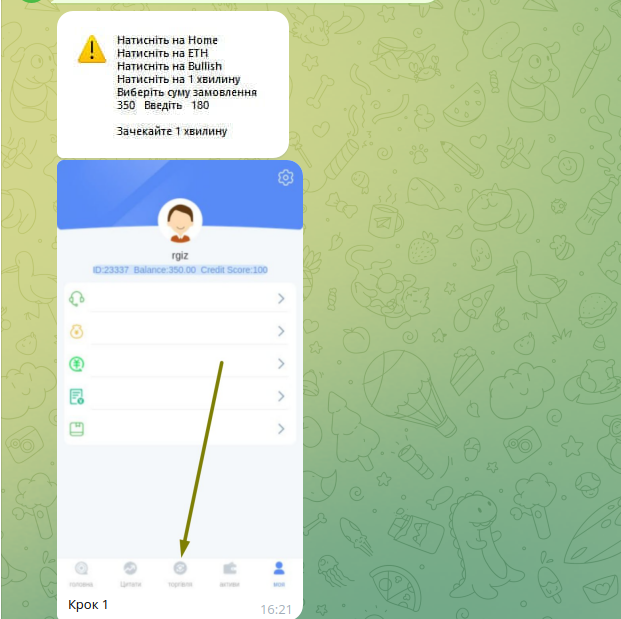 Натисніть на Home
Натисніть на ETH
Натисніть на Bullish
Натисніть на 1 хвилину
Виберіть суму замовлення
350 Введіть 180
Зачекайте 1 хвилину
rgiz
ID:23337 Balance:350.00 Credit Score:100
головна Цитати торгівля активи моя
Крок 1
16:21